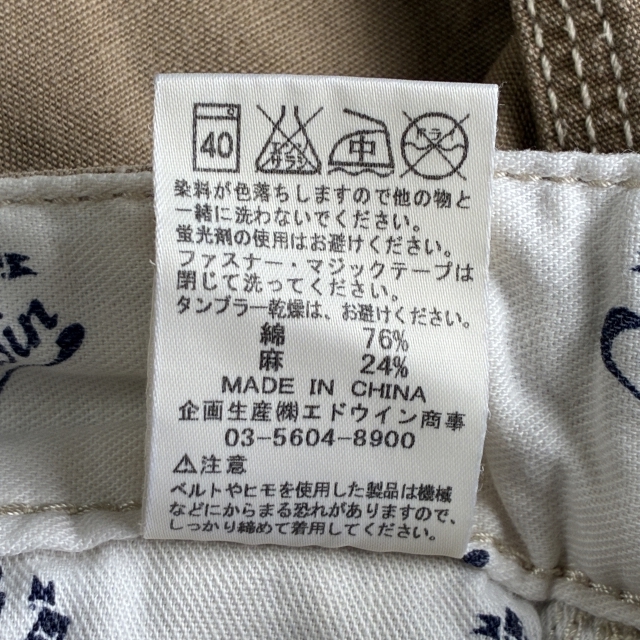 40
エンソ
サラシ
中
ドライ
染料が色落ちしますので他の物と
一緒に洗わないでください。
蛍光剤の使用はお避けください。
ファスナー・マジックテープは
閉じて洗ってください。
タンブラー乾燥は、お避けください。
綿 76%
麻 24%
MADE IN CHINA
企画生産㈱エドウイン商事
03-5604-8900
⚠注意
ベルトやヒモを使用した製品は機械
などにからまる恐れがありますので、
しっかり締めて着用してください。
win